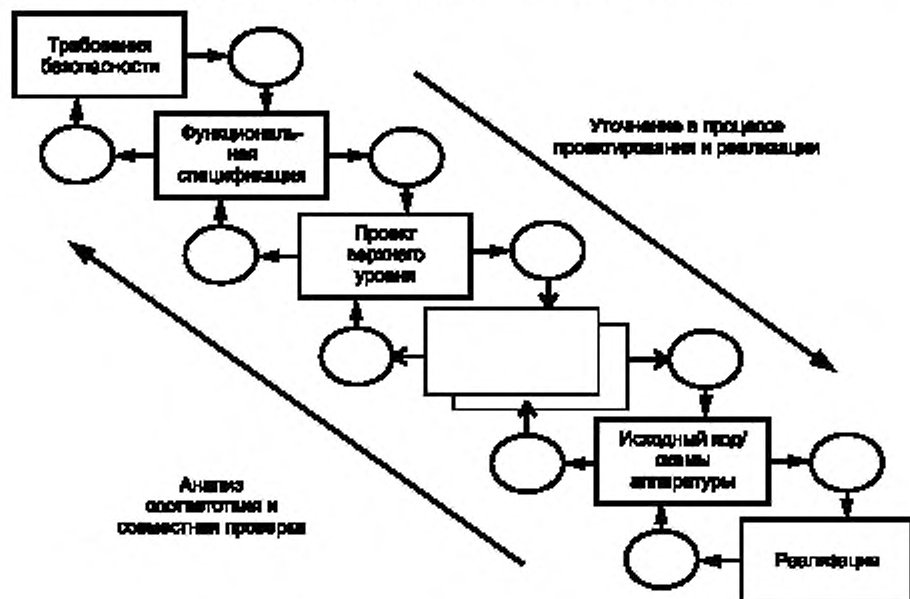 Требования
безопасности
Функциональ-
ная
спецификация
Уточнение в процессе
проектирования и реализации
Проект
верхнего
уровня
Исходный код/
схемы
аппаратуры
Анализ
соответствия и
совместная проверка
Реализация